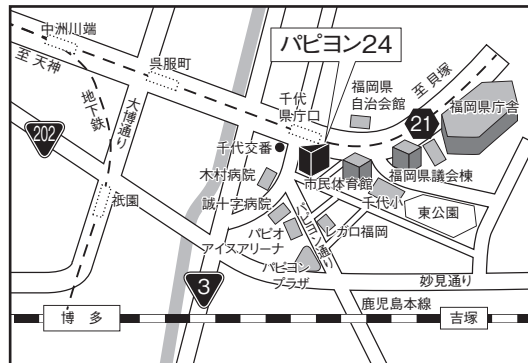 中洲川端
至 天神
呉服町
パピヨン24
福岡県
自治会館
至 貝塚
福岡県庁舎
地下鉄
大博通り
千代
県庁口
21
202
千代交番
木村病院
市民体育館
福岡県議会棟
祇園
誠十字病院
千代小
東公園
パピオ
アイスアリーナ
パピヨン通り
レガロ福岡
パピヨン
プラザ
3
妙見通り
鹿児島本線
博多
吉塚